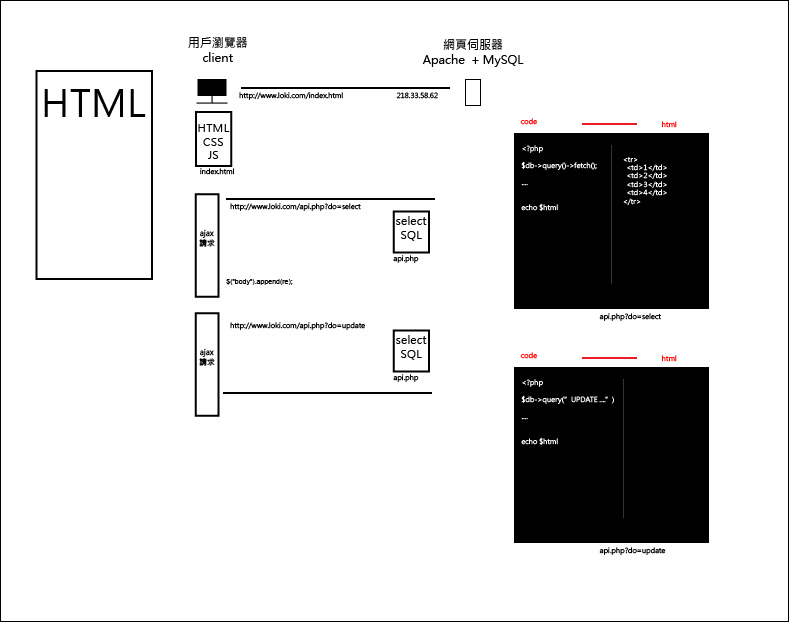 HTML
用戶瀏覽器
client
網頁伺服器
Apache + MySQL
http://www.loki.com/index.html
218.33.58.62
HTML
CSS
JS
index.html
http://www.loki.com/api.php?do=select
ajax
請求
select
SQL
api.php
$("body").append(re);
http://www.loki.com/api.php?do=update
ajax
請求
select
SQL
api.php
code
html
<?php
$db->query()->fetch();
....
echo $html
<tr>
<td>1</td>
<td>2</td>
<td>3</td>
<td>4</td>
</tr>
api.php?do=select
code
html
<?php
$db->query(" UPDATE ...." )
....
echo $html
api.php?do=update